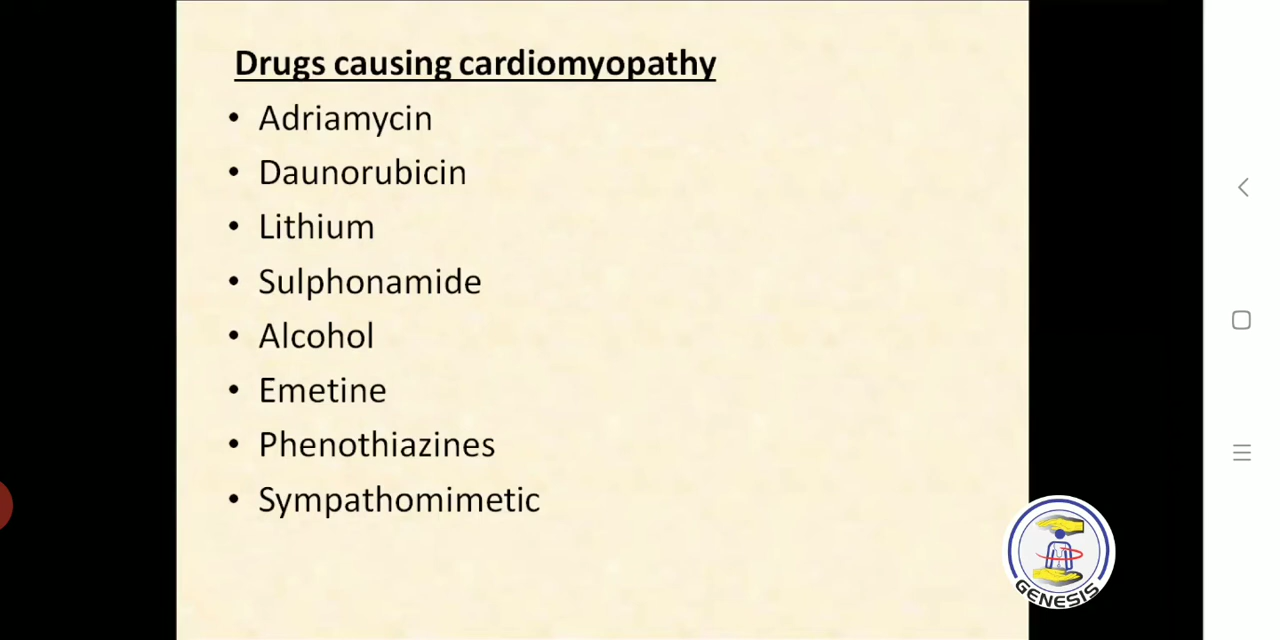 Drugs causing cardiomyopathy
• Adriamycin
• Daunorubicin
• Lithium
• Sulphonamide
• Alcohol
• Emetine
• Phenothiazines
• Sympathomimetic
GENESIS